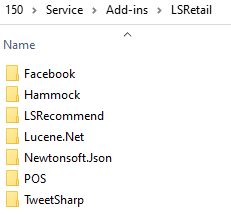 150 > Service > Add-ins > LSRetail
Name
Facebook
Hammock
LSRecommend
Lucene.Net
Newtonsoft.Json
POS
TweetSharp